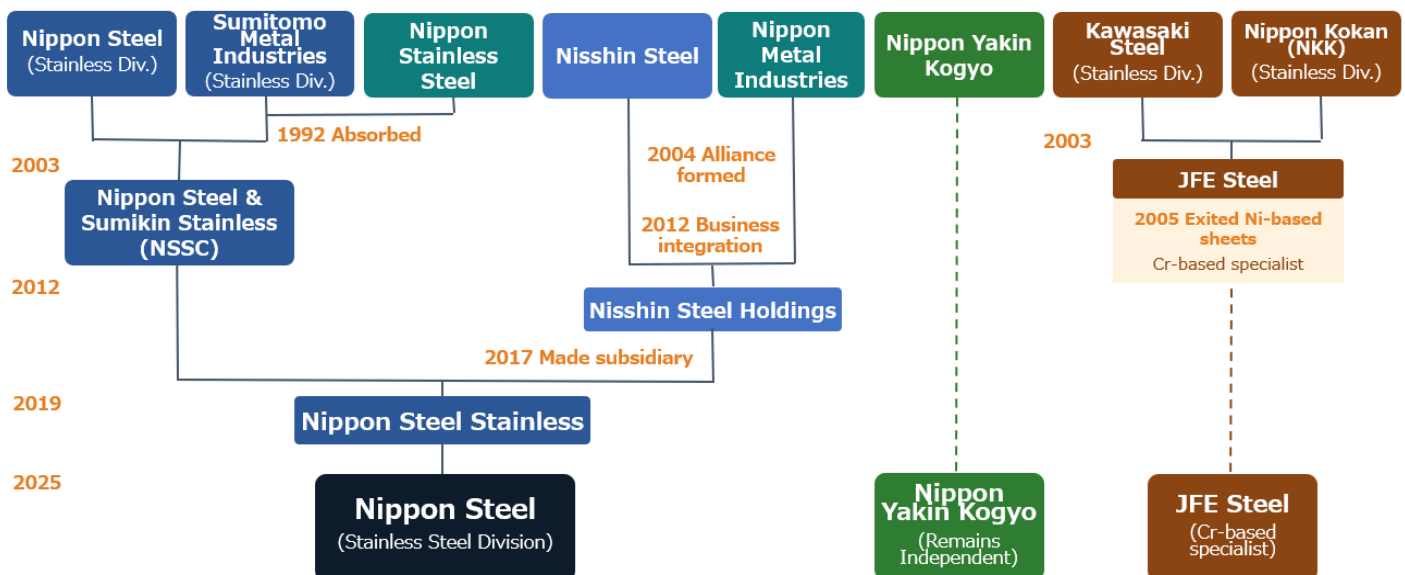 Nippon Steel
(Stainless Div.)
Sumitomo
Metal
Industries
(Stainless Div.)
Nippon
Stainless
Steel
Nisshin Steel
Nippon
Metal
Industries
Nippon Yakin
Kogyo
Kawasaki
Steel
(Stainless Div.)
Nippon Kokan
(NKK)
(Stainless Div.)
1992 Absorbed
2003
Nippon Steel &
Sumikin Stainless
(NSSC)
2004 Alliance
formed
2012 Business
integration
2003
JFE Steel
2005 Exited Ni-based
sheets
Cr-based specialist
2012
Nisshin Steel Holdings
2017 Made subsidiary
2019
Nippon Steel Stainless
2025
Nippon Steel
(Stainless Steel Division)
Nippon
Yakin Kogyo
(Remains
Independent)
JFE Steel
(Cr-based
specialist)